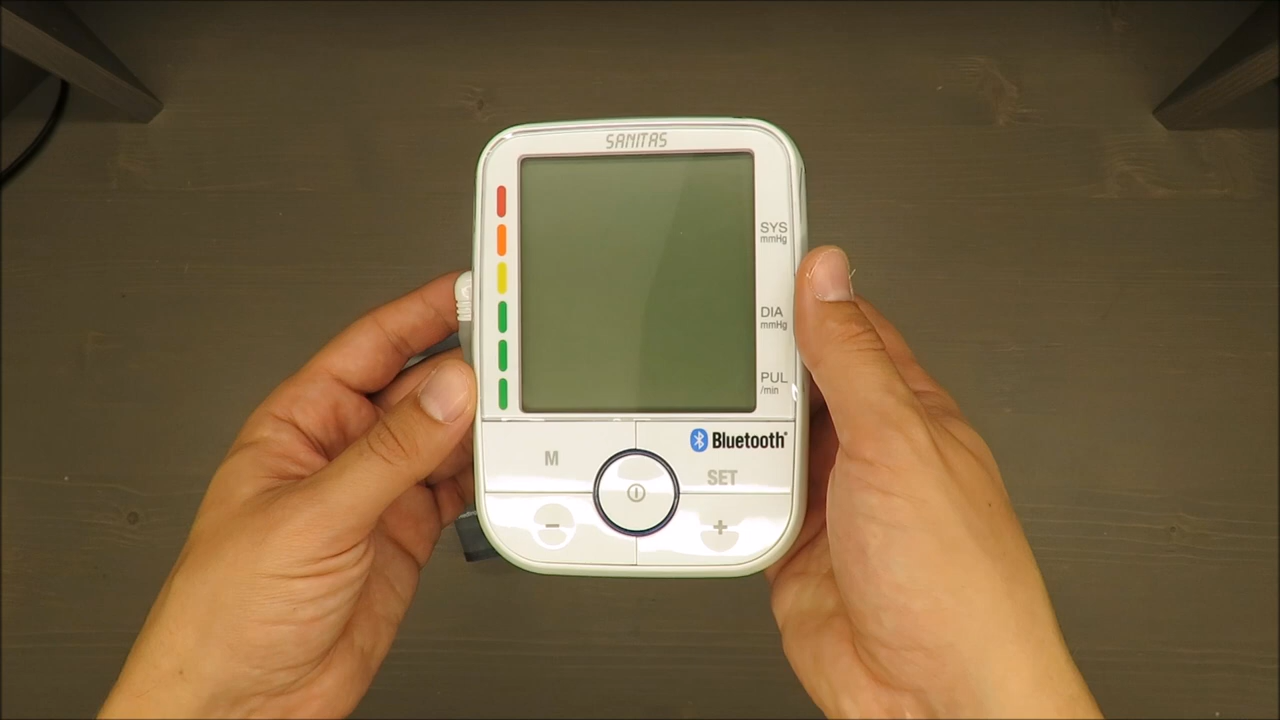 SANITAS
SYS
mmHg
DIA
mmHg
PUL
/min
Bluetooth®
M
SET
-
+